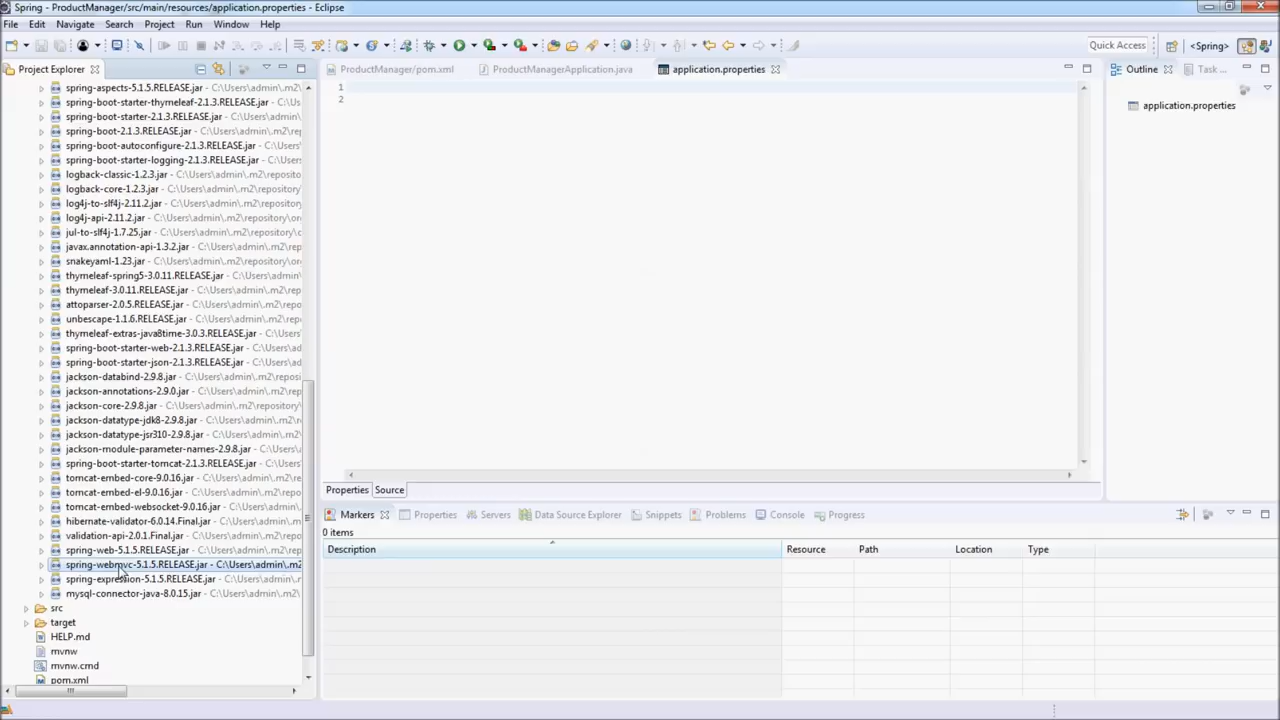 Spring - ProductManager/src/main/resources/application.properties - Eclipse
File Edit Navigate Search Project Run Window Help
Quick Access
<Spring>
Project Explorer
ProductManager/pom.xml
ProductManagerApplication.java
application.properties
Outline
Task ...
1
2
application.properties
spring-aspects-5.1.5.RELEASE.jar - C:\Users\admin\.m2\
spring-boot-starter-thymeleaf-2.1.3.RELEASE.jar - C:\Us
spring-boot-starter-2.1.3.RELEASE.jar - C:\Users\admin\
spring-boot-2.1.3.RELEASE.jar - C:\Users\admin\.m2\re
spring-boot-autoconfigure-2.1.3.RELEASE.jar - C:\Users
spring-boot-starter-logging-2.1.3.RELEASE.jar - C:\User
logback-classic-1.2.3.jar - C:\Users\admin\.m2\reposito
logback-core-1.2.3.jar - C:\Users\admin\.m2\repository
log4j-to-slf4j-2.11.2.jar - C:\Users\admin\.m2\repositor
log4j-api-2.11.2.jar - C:\Users\admin\.m2\repository\or
jul-to-slf4j-1.7.25.jar - C:\Users\admin\.m2\repository\
javax.annotation-api-1.3.2.jar - C:\Users\admin\.m2\rep
snakeyaml-1.23.jar - C:\Users\admin\.m2\repository\or
thymeleaf-spring5-3.0.11.RELEASE.jar - C:\Users\admin
thymeleaf-3.0.11.RELEASE.jar - C:\Users\admin\.m2\rep
attoparser-2.0.5.RELEASE.jar - C:\Users\admin\.m2\rep
unbescape-1.1.6.RELEASE.jar - C:\Users\admin\.m2\rep
thymeleaf-extras-java8time-3.0.3.RELEASE.jar - C:\User
spring-boot-starter-web-2.1.3.RELEASE.jar - C:\Users\a
spring-boot-starter-json-2.1.3.RELEASE.jar - C:\Users\a
jackson-databind-2.9.8.jar - C:\Users\admin\.m2\reposi
jackson-annotations-2.9.0.jar - C:\Users\admin\.m2\rep
jackson-core-2.9.8.jar - C:\Users\admin\.m2\repository
jackson-datatype-jdk8-2.9.8.jar - C:\Users\admin\.m2\r
jackson-datatype-jsr310-2.9.8.jar - C:\Users\admin\.m2
jackson-module-parameter-names-2.9.8.jar - C:\Users\
spring-boot-starter-tomcat-2.1.3.RELEASE.jar - C:\User
tomcat-embed-core-9.0.16.jar - C:\Users\admin\.m2\re
tomcat-embed-el-9.0.16.jar - C:\Users\admin\.m2\repo
tomcat-embed-websocket-9.0.16.jar - C:\Users\admin\
hibernate-validator-6.0.14.Final.jar - C:\Users\admin\.m
validation-api-2.0.1.Final.jar - C:\Users\admin\.m2\rep
spring-web-5.1.5.RELEASE.jar - C:\Users\admin\.m2\rep
spring-webmvc-5.1.5.RELEASE.jar - C:\Users\admin\.m2
spring-expression-5.1.5.RELEASE.jar - C:\Users\admin\.
mysql-connector-java-8.0.15.jar - C:\Users\admin\.m2\
src
target
HELP.md
mvnw
mvnw.cmd
pom.xml
Properties Source
Markers
Properties
Servers
Data Source Explorer
Snippets
Problems
Console
Progress
0 items
Description Resource Path Location Type